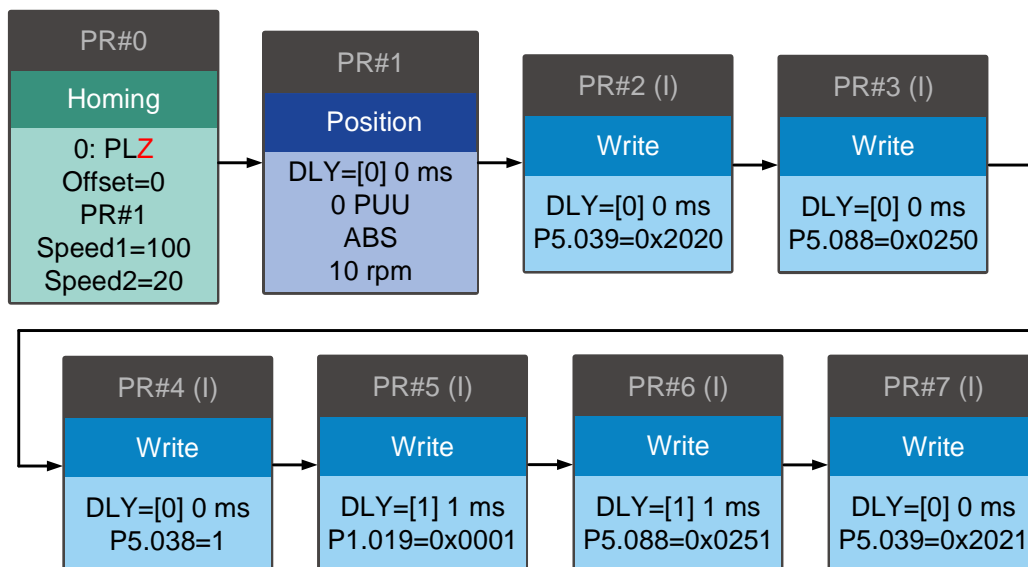 PR#0
Homing
0: PLZ
Offset=0
PR#1
Speed1=100
Speed2=20
PR#1
Position
DLY=[0] 0 ms
0 PUU
ABS
10 rpm
PR#2 (I)
Write
DLY=[0] 0 ms
P5.039=0x2020
PR#3 (I)
Write
DLY=[0] 0 ms
P5.088=0x0250
PR#4 (I)
Write
DLY=[0] 0 ms
P5.038=1
PR#5 (I)
Write
DLY=[1] 1 ms
P1.019=0x0001
PR#6 (I)
Write
DLY=[1] 1 ms
P5.088=0x0251
PR#7 (I)
Write
DLY=[0] 0 ms
P5.039=0x2021